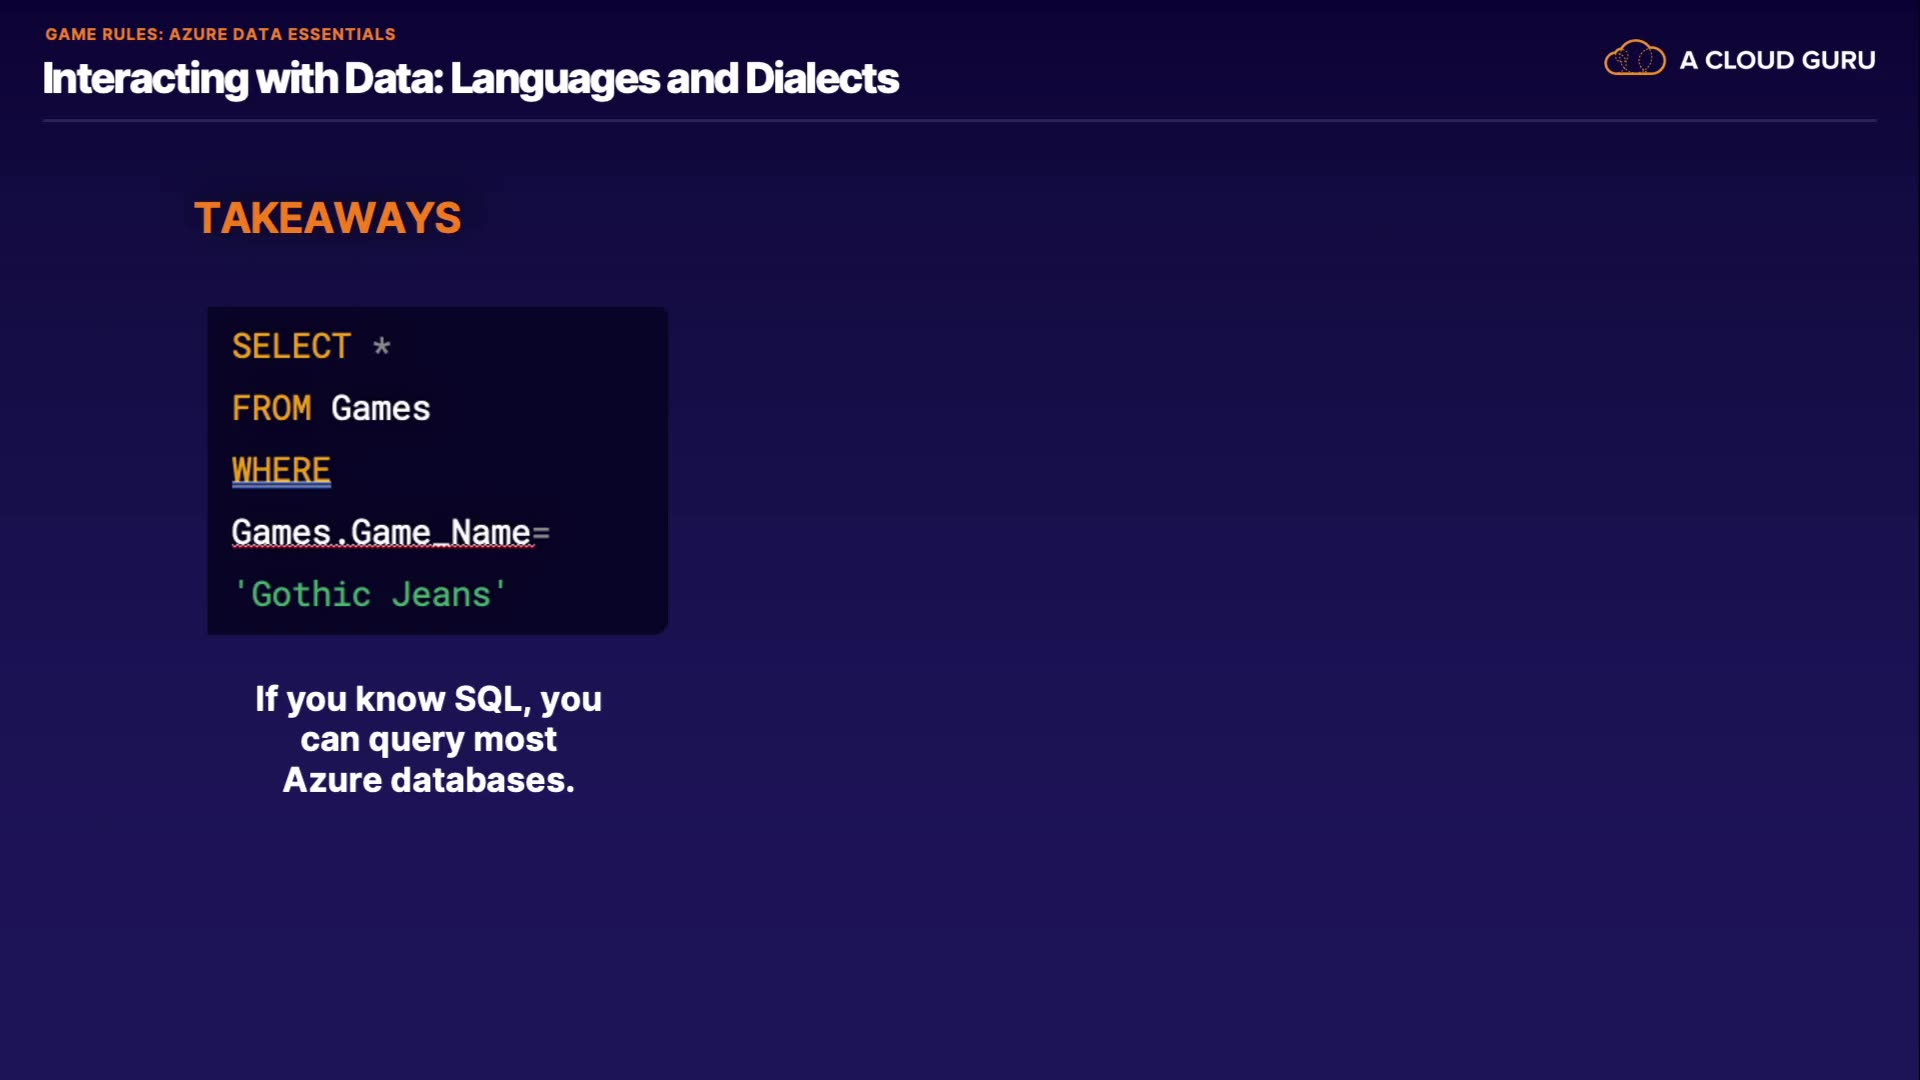 GAME RULES: AZURE DATA ESSENTIALS
Interacting with Data: Languages and Dialects
A CLOUD GURU
TAKEAWAYS
SELECT *
FROM Games
WHERE
Games.Game_Name=
'Gothic Jeans'
If you know SQL, you
can query most
Azure databases.